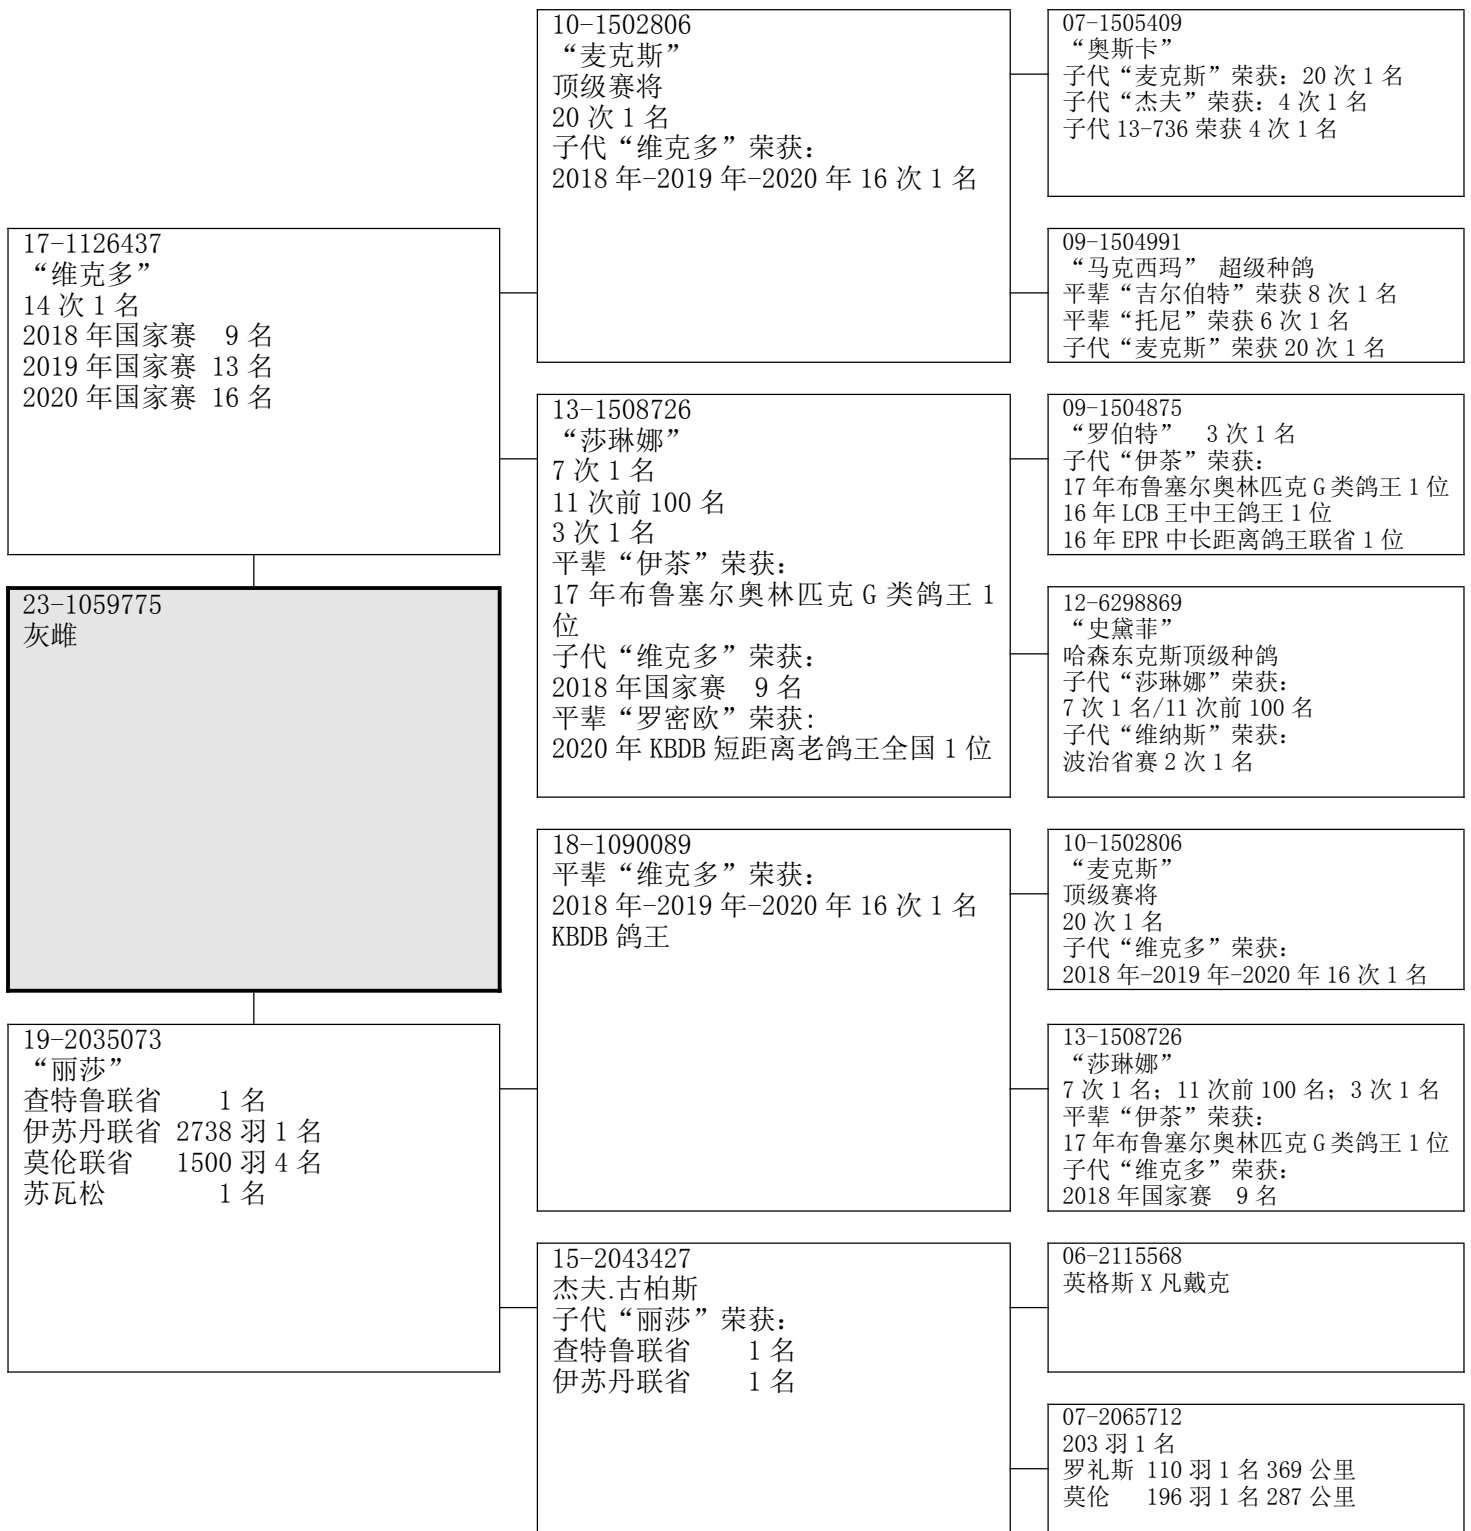 17-1126437
“维克多”
14 次 1 名
2018 年国家赛 9 名
2019 年国家赛 13 名
2020 年国家赛 16 名
23-1059775
灰雌
19-2035073
“丽莎”
查特鲁联省 1 名
伊苏丹联省 2738 羽 1 名
莫伦联省 1500 羽 4 名
苏瓦松 1 名
10-1502806
“麦克斯”
顶级赛将
20 次 1 名
子代“维克多”荣获：
2018 年-2019 年-2020 年 16 次 1 名
13-1508726
“莎琳娜”
7 次 1 名
11 次前 100 名
3 次 1 名
平辈“伊茶”荣获：
17 年布鲁塞尔奥林匹克 G 类鸽王 1
位
子代“维克多”荣获：
2018 年国家赛 9 名
平辈“罗密欧”荣获：
2020 年 KBDB 短距离老鸽王全国 1 位
18-1090089
平辈“维克多”荣获：
2018 年-2019 年-2020 年 16 次 1 名
KBDB 鸽王
15-2043427
杰夫.古柏斯
子代“丽莎”荣获：
查特鲁联省 1 名
伊苏丹联省 1 名
07-1505409
“奥斯卡”
子代“麦克斯”荣获：20 次 1 名
子代“杰夫”荣获：4 次 1 名
子代 13-736 荣获 4 次 1 名
09-1504991
“马克西玛” 超级种鸽
平辈“吉尔伯特”荣获 8 次 1 名
平辈“托尼”荣获 6 次 1 名
子代“麦克斯”荣获 20 次 1 名
09-1504875
“罗伯特” 3 次 1 名
子代“伊茶”荣获：
17 年布鲁塞尔奥林匹克 G 类鸽王 1 位
16 年 LCB 王中王鸽王 1 位
16 年 EPR 中长距离鸽王联省 1 位
12-6298869
“史黛菲”
哈森东克斯顶级种鸽
子代“莎琳娜”荣获：
7 次 1 名/11 次前 100 名
子代“维纳斯”荣获：
波治省赛 2 次 1 名
10-1502806
“麦克斯”
顶级赛将
20 次 1 名
子代“维克多”荣获：
2018 年-2019 年-2020 年 16 次 1 名
13-1508726
“莎琳娜”
7 次 1 名；11 次前 100 名；3 次 1 名
平辈“伊茶”荣获：
17 年布鲁塞尔奥林匹克 G 类鸽王 1 位
子代“维克多”荣获：
2018 年国家赛 9 名
06-2115568
英格斯 X 凡戴克
07-2065712
203 羽 1 名
罗礼斯 110 羽 1 名 369 公里
莫伦 196 羽 1 名 287 公里